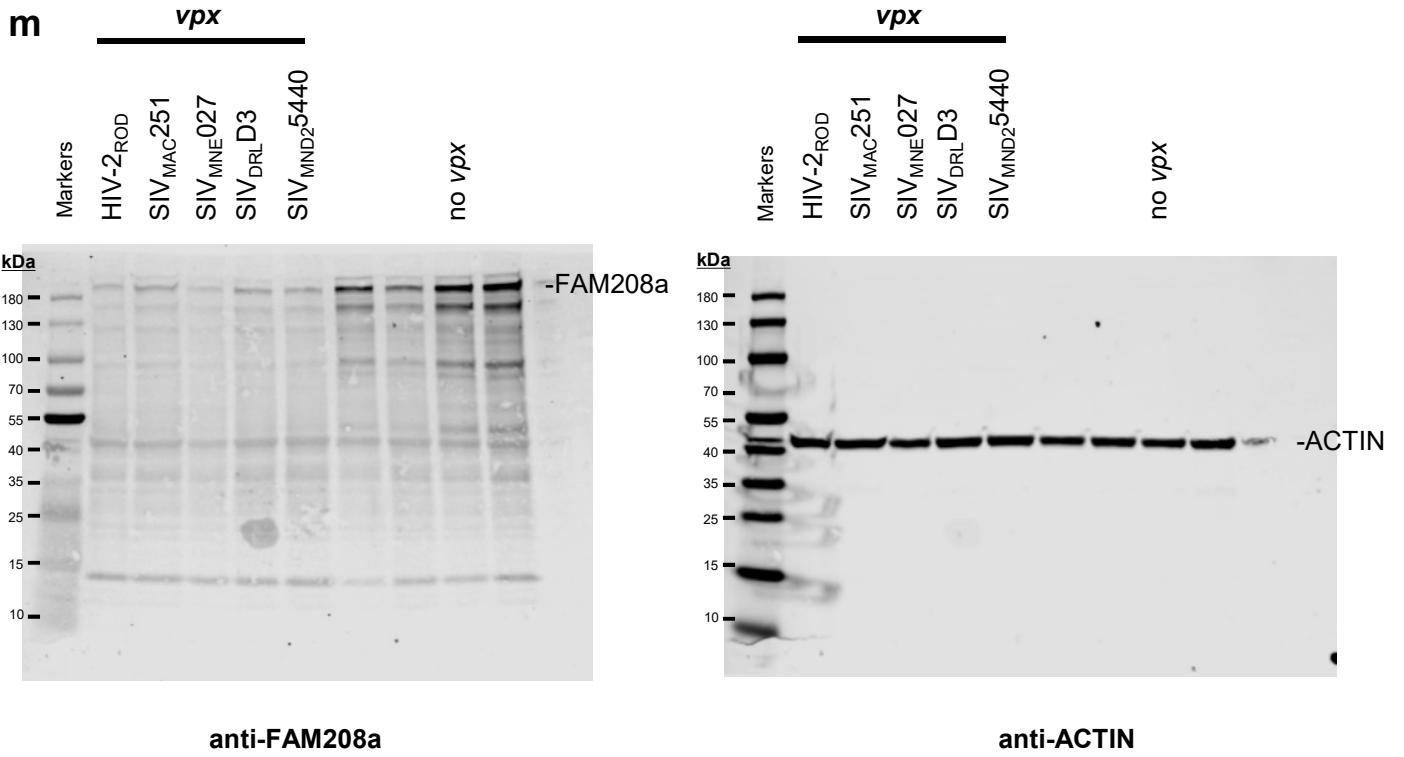 m
vpx
Markers
HIV-2ROD
SIVMAC251
SIVMNE027
SIVDRLD3
SIVMND25440
no vpx
kDa
180
130
100
70
55
40
35
25
15
10
-FAM208a
anti-FAM208a
vpx
Markers
HIV-2ROD
SIVMAC251
SIVMNE027
SIVDRLD3
SIVMND25440
no vpx
kDa
180
130
100
70
55
40
35
25
15
10
-ACTIN
anti-ACTIN